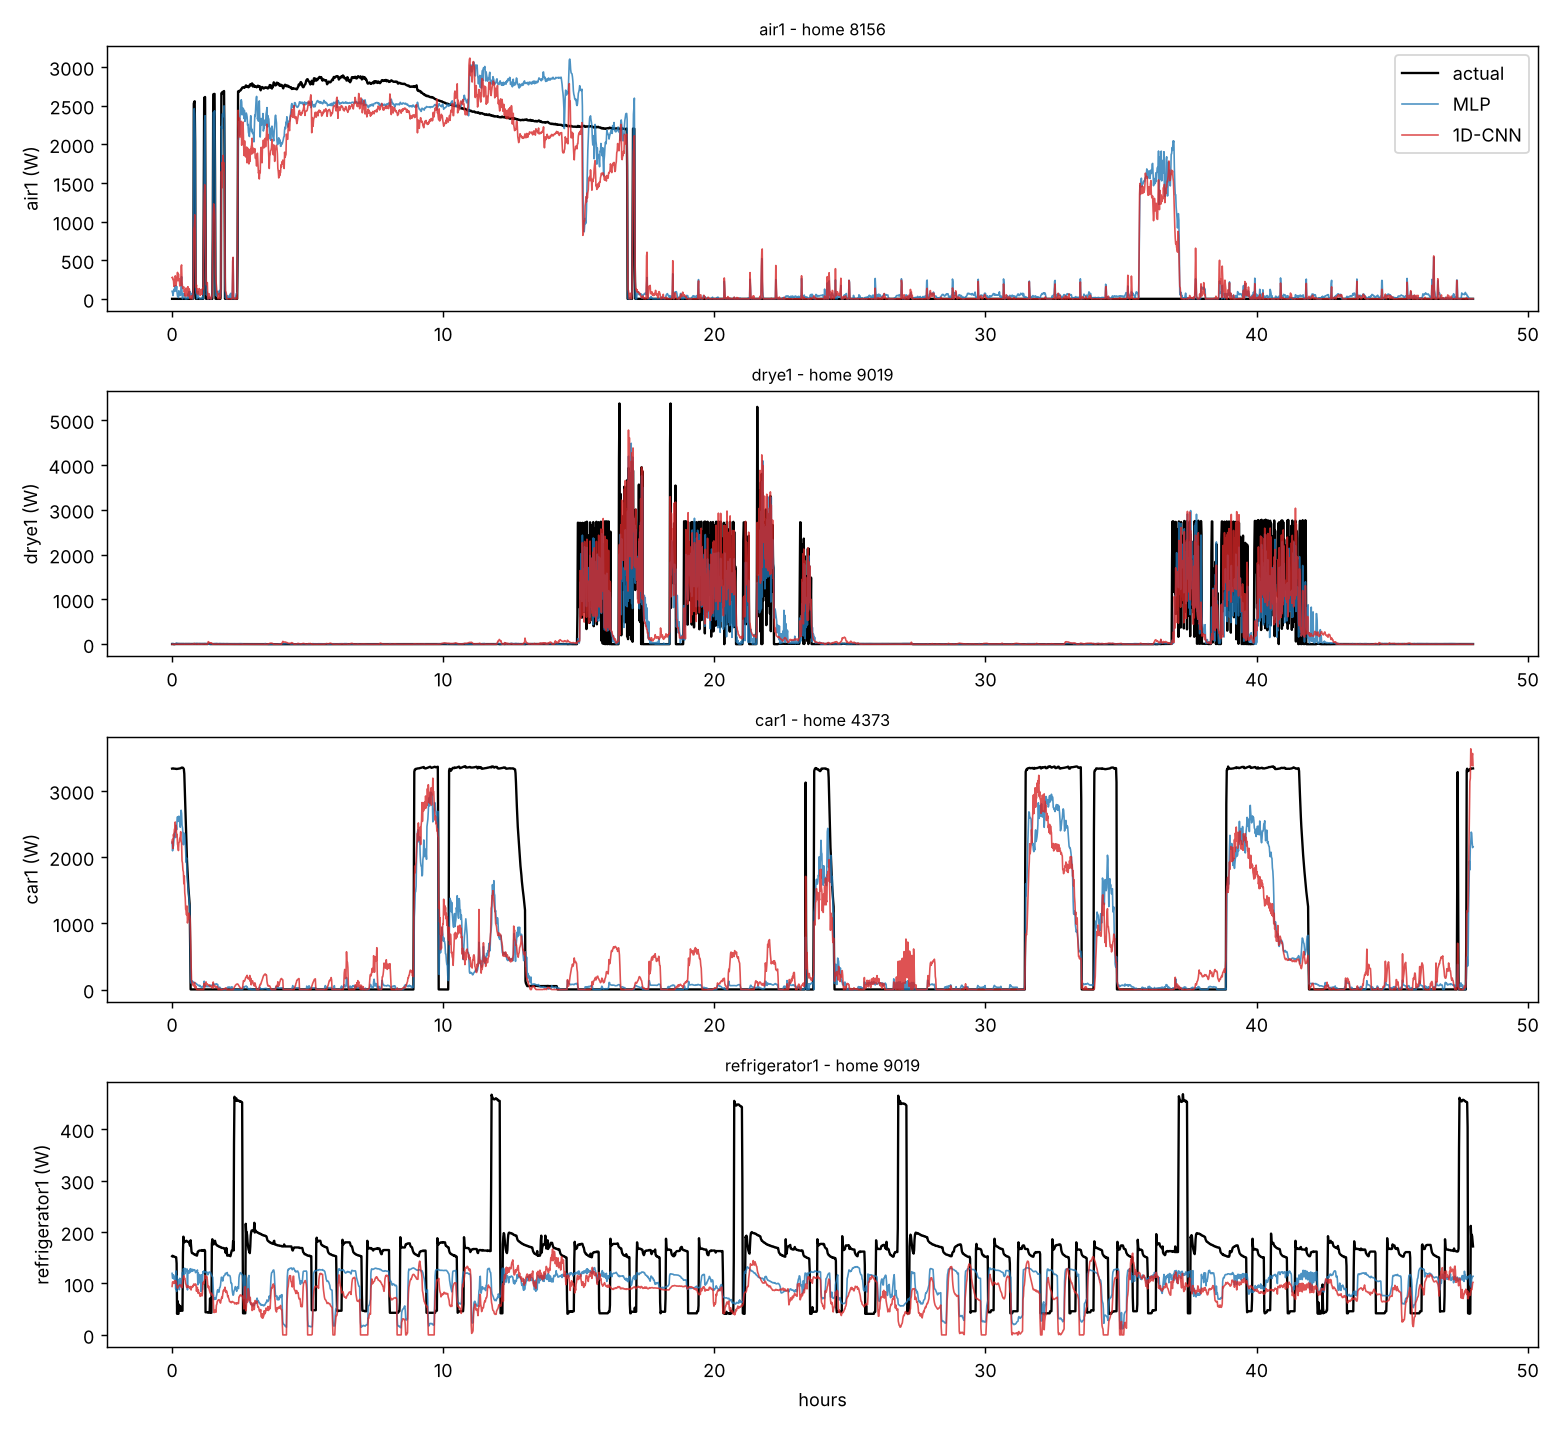 air1 - home 8156
3000
2500
2000
1500
1000
500
0
air1 (W)
actual
MLP
1D-CNN
0 10 20 30 40 50
drye1 - home 9019
5000
4000
3000
2000
1000
0
drye1 (W)
0 10 20 30 40 50
car1 - home 4373
3000
2000
1000
0
car1 (W)
0 10 20 30 40 50
refrigerator1 - home 9019
400
300
200
100
0
refrigerator1 (W)
0 10 20 30 40 50
hours